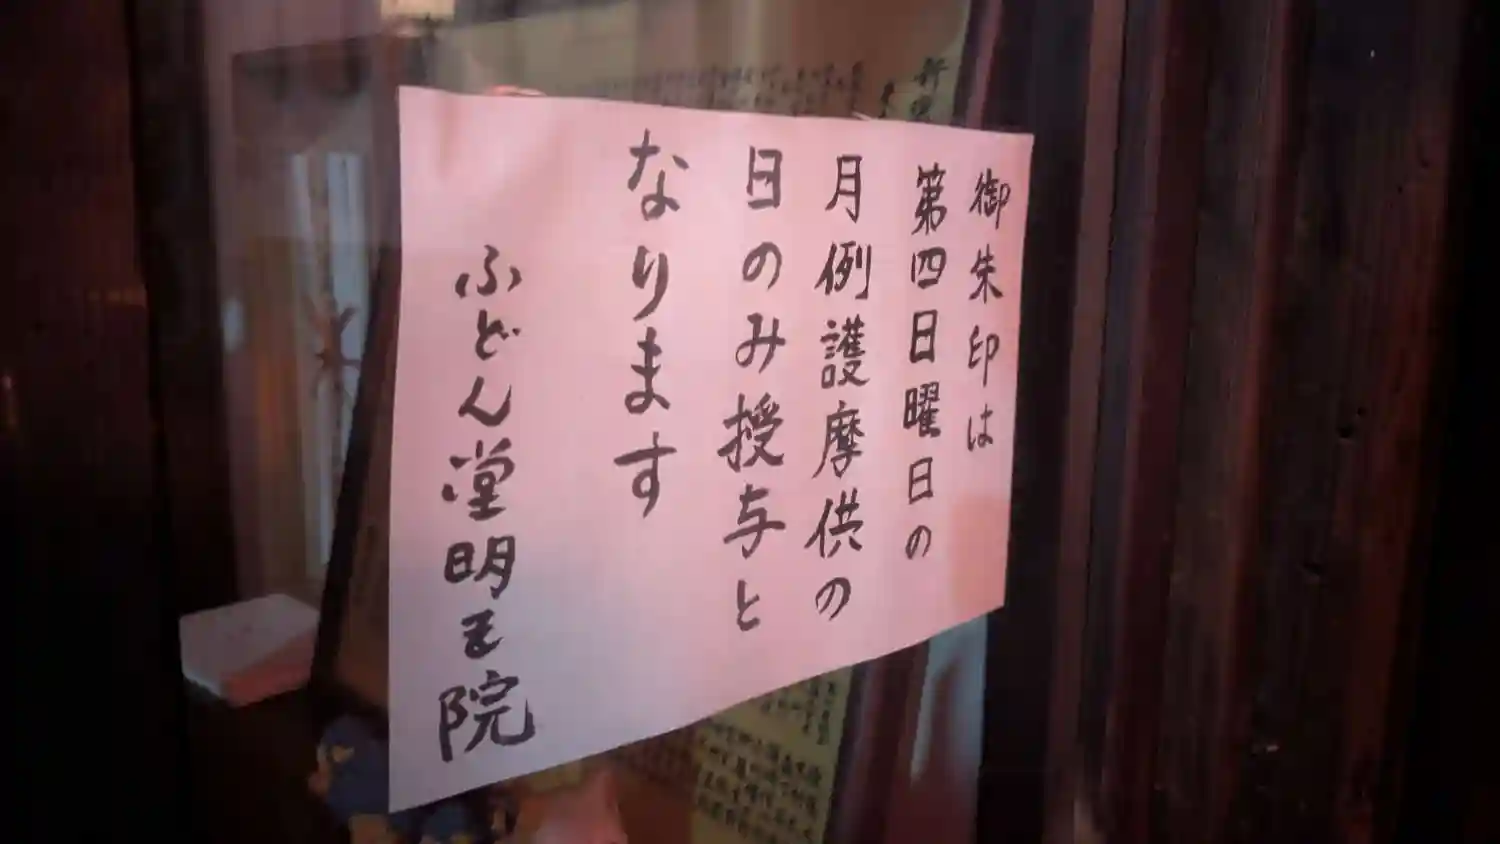 御朱印は
第四日曜日の
月例護摩供の
日のみ授与と
なります
ふどん堂明王院